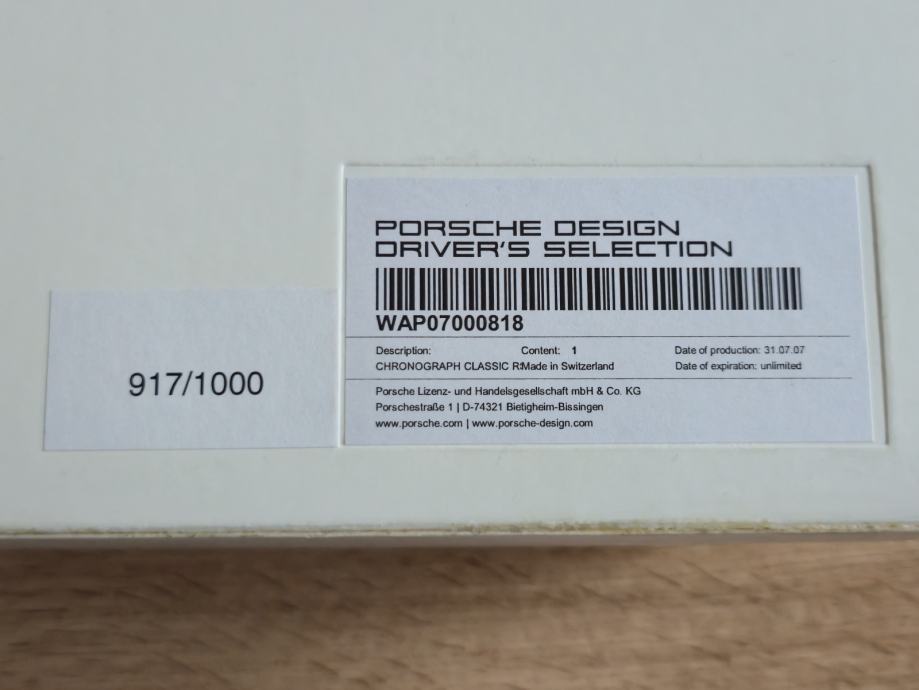 PORSCHE DESIGN
DRIVER'S SELECTION
WAP07000818
Description: Content: 1 Date of production: 31.07.07
CHRONOGRAPH CLASSIC RS Made in Switzerland Date of expiration: unlimited
Porsche Lizenz- und Handelsgesellschaft mbH & Co. KG
Porschestraße 1 | D-74321 Bietigheim-Bissingen
www.porsche.com | www.porsche-design.com
917/1000